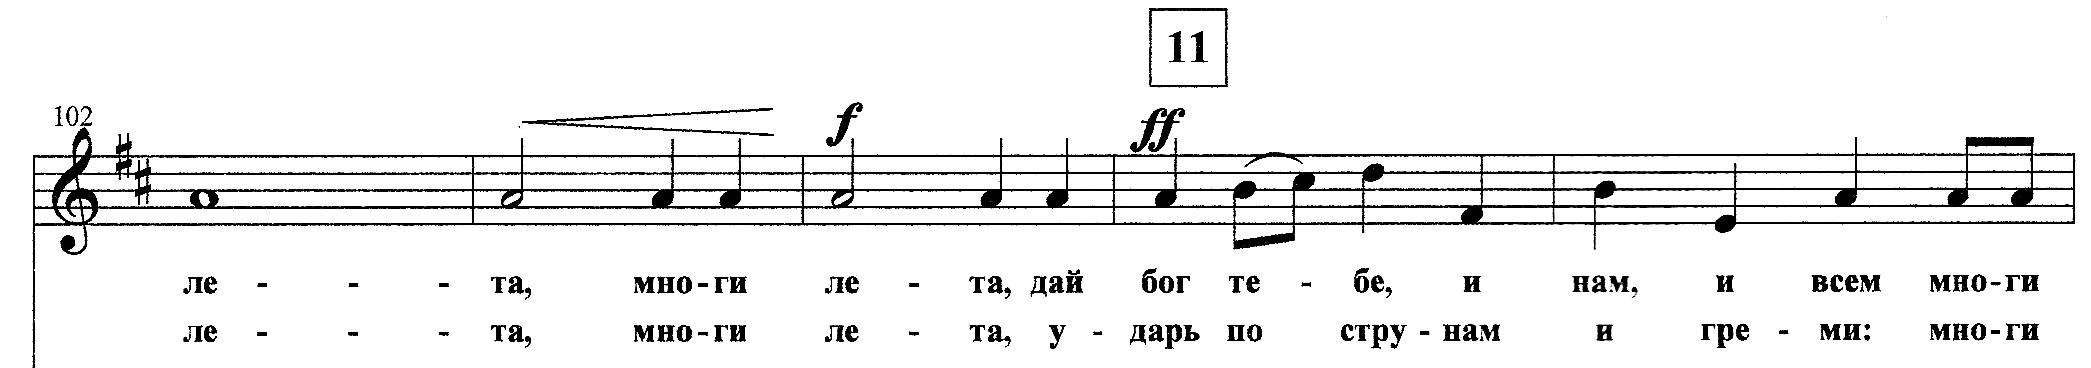 11
102
f ff
ле - - - та, мно-ги ле - та, дай бог те - бе, и нам, и всем мно-ги
ле - - - та, мно-ги ле - та, у - дарь по стру - нам и гре - ми: мно-ги